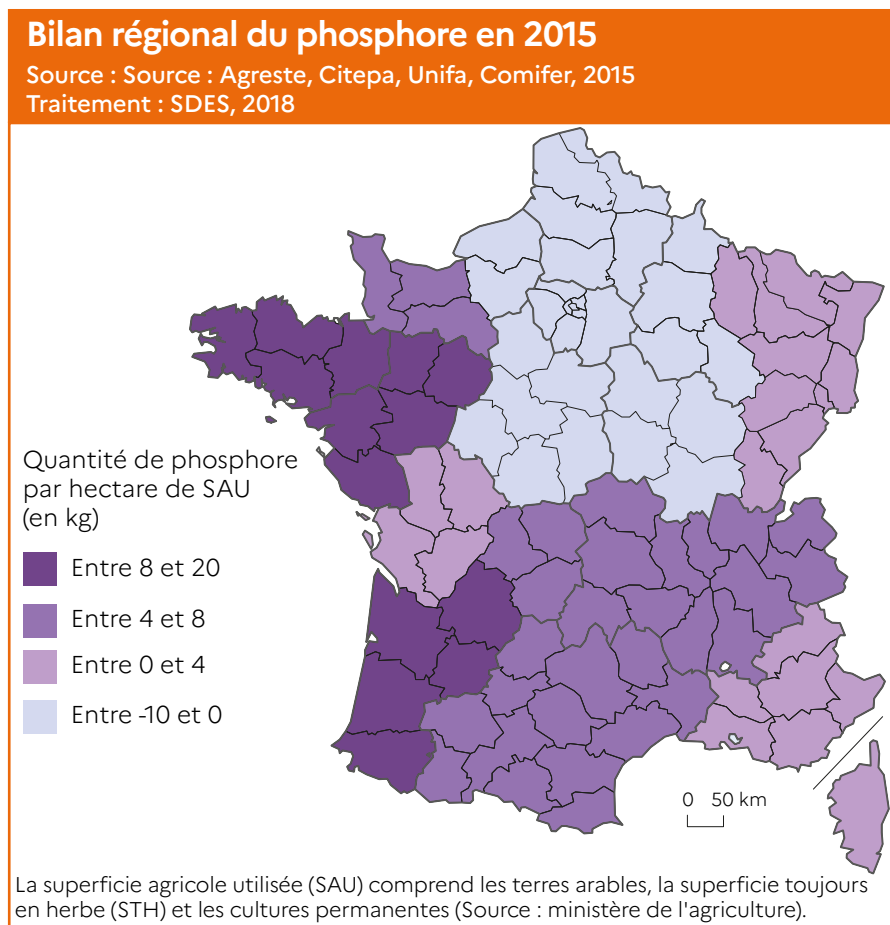 Bilan régional du phosphore en 2015
Source : Source : Agreste, Citepa, Unifa, Comifer, 2015
Traitement : SDES, 2018
Quantité de phosphore
par hectare de SAU
(en kg)
Entre 8 et 20
Entre 4 et 8
Entre 0 et 4
Entre -10 et 0
0 50 km
La superficie agricole utilisée (SAU) comprend les terres arables, la superficie toujours
en herbe (STH) et les cultures permanentes (Source : ministère de l'agriculture).